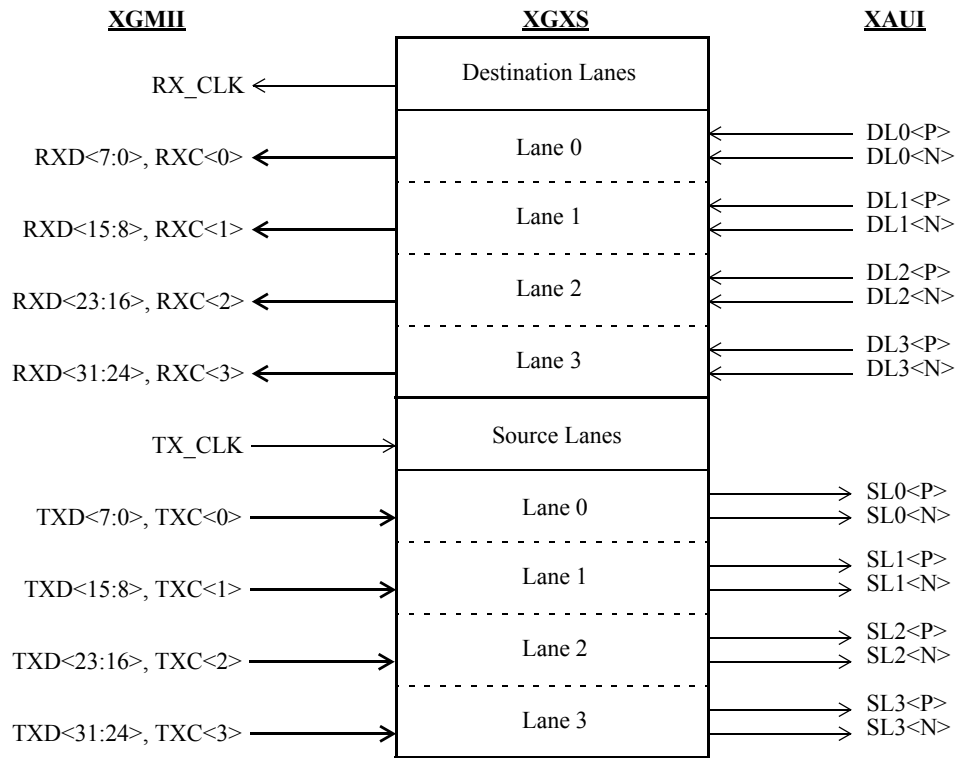 XGMII XGXS XAUI
Destination Lanes
RX_CLK
Lane 0
DL0<P>
RXD<7:0>, RXC<0>
DL0<N>
Lane 1
DL1<P>
RXD<15:8>, RXC<1>
DL1<N>
Lane 2
DL2<P>
RXD<23:16>, RXC<2>
DL2<N>
Lane 3
DL3<P>
RXD<31:24>, RXC<3>
DL3<N>
Source Lanes
TX_CLK
Lane 0
SL0<P>
TXD<7:0>, TXC<0>
SL0<N>
Lane 1
SL1<P>
TXD<15:8>, TXC<1>
SL1<N>
Lane 2
SL2<P>
TXD<23:16>, TXC<2>
SL2<N>
Lane 3
SL3<P>
TXD<31:24>, TXC<3>
SL3<N>